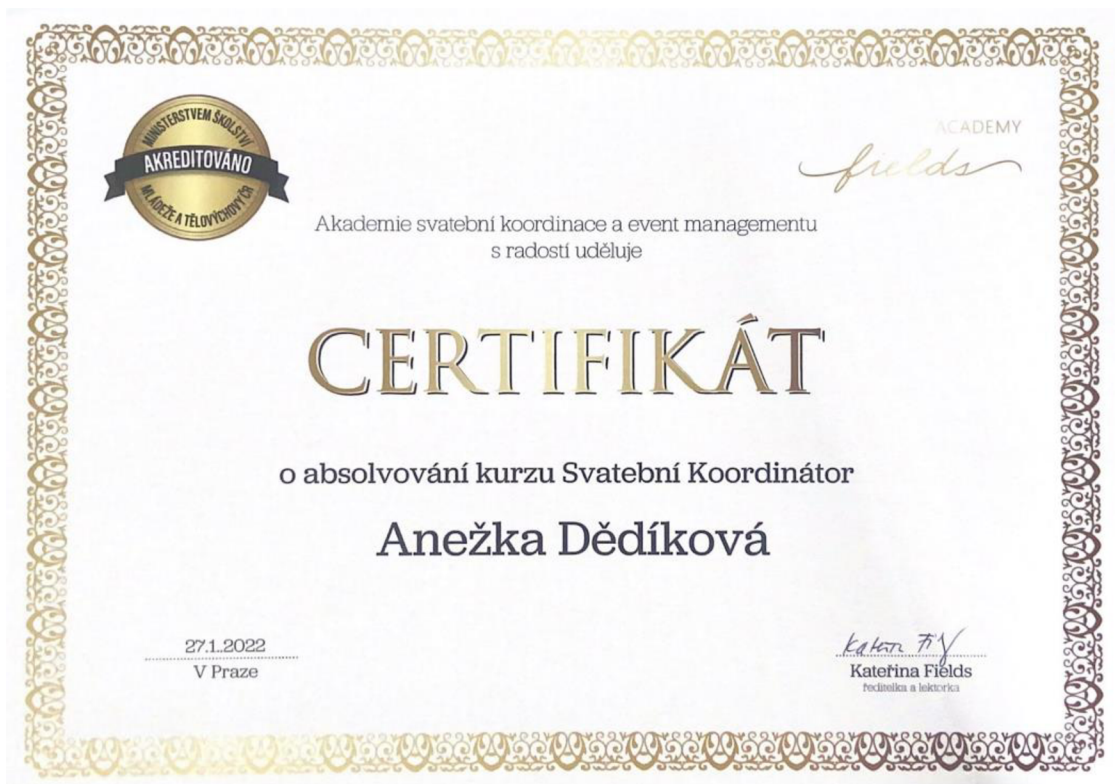 MINISTERSTVEM ŠKOLSTVÍ
AKREDITOVÁNO
MLÁDEŽE A TĚLOVÝCHOVY ČR
ACADEMY
fields
Akademie svatební koordinace a event managementu
s radostí uděluje
CERTIFIKÁT
o absolvování kurzu Svatební Koordinátor
Anežka Dědíková
27.1..2022
V Praze
Kateřina Fields
ředitelka a lektorka